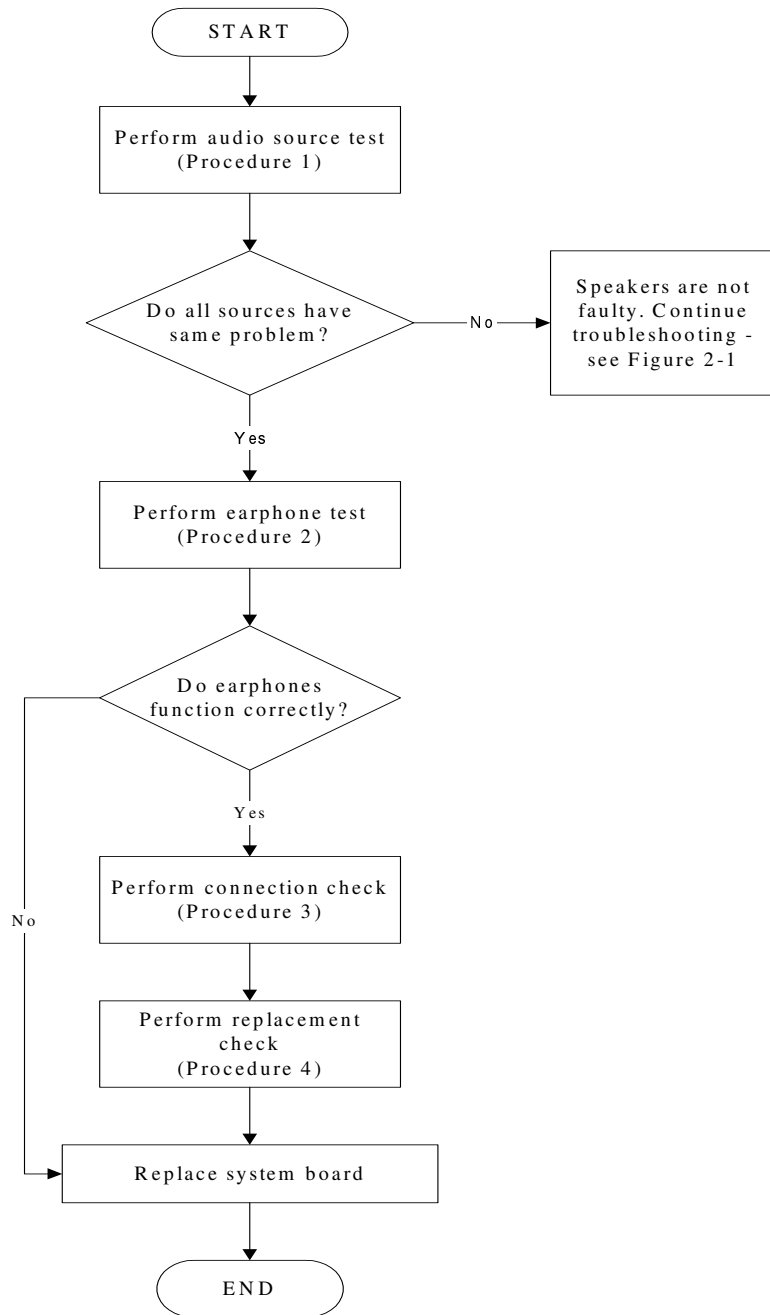 START
Perform audio source test
(Procedure 1)
Do all sources have
same problem?
No
Speakers are not
faulty. Continue
troubleshooting -
see Figure 2-1
Yes
Perform earphone test
(Procedure 2)
Do earphones
function correctly?
Yes
No
Perform connection check
(Procedure 3)
Perform replacement
check
(Procedure 4)
Replace system board
END